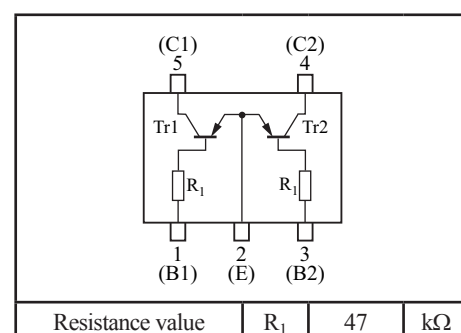 (C1) (C2)
5 4
Tr1 Tr2
R1 R1
1 2 3
(B1) (E) (B2)
Resistance value R1 47 kΩ